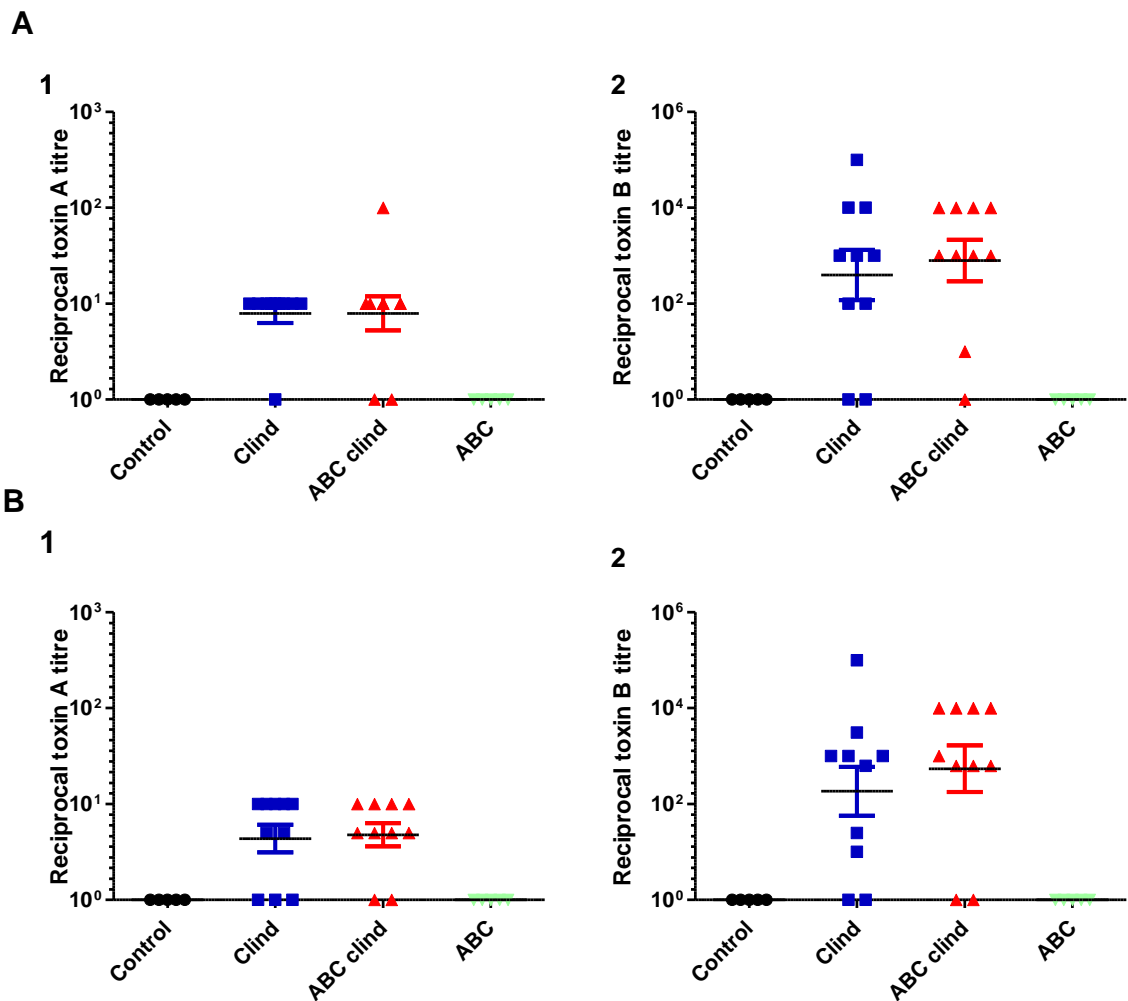 A
1
Reciprocal toxin A titre
10³
10²
10¹
10⁰
Control
Clind
ABC clind
ABC
2
Reciprocal toxin B titre
10⁶
10⁴
10²
10⁰
Control
Clind
ABC clind
ABC
B
1
Reciprocal toxin A titre
10³
10²
10¹
10⁰
Control
Clind
ABC clind
ABC
2
Reciprocal toxin B titre
10⁶
10⁴
10²
10⁰
Control
Clind
ABC clind
ABC